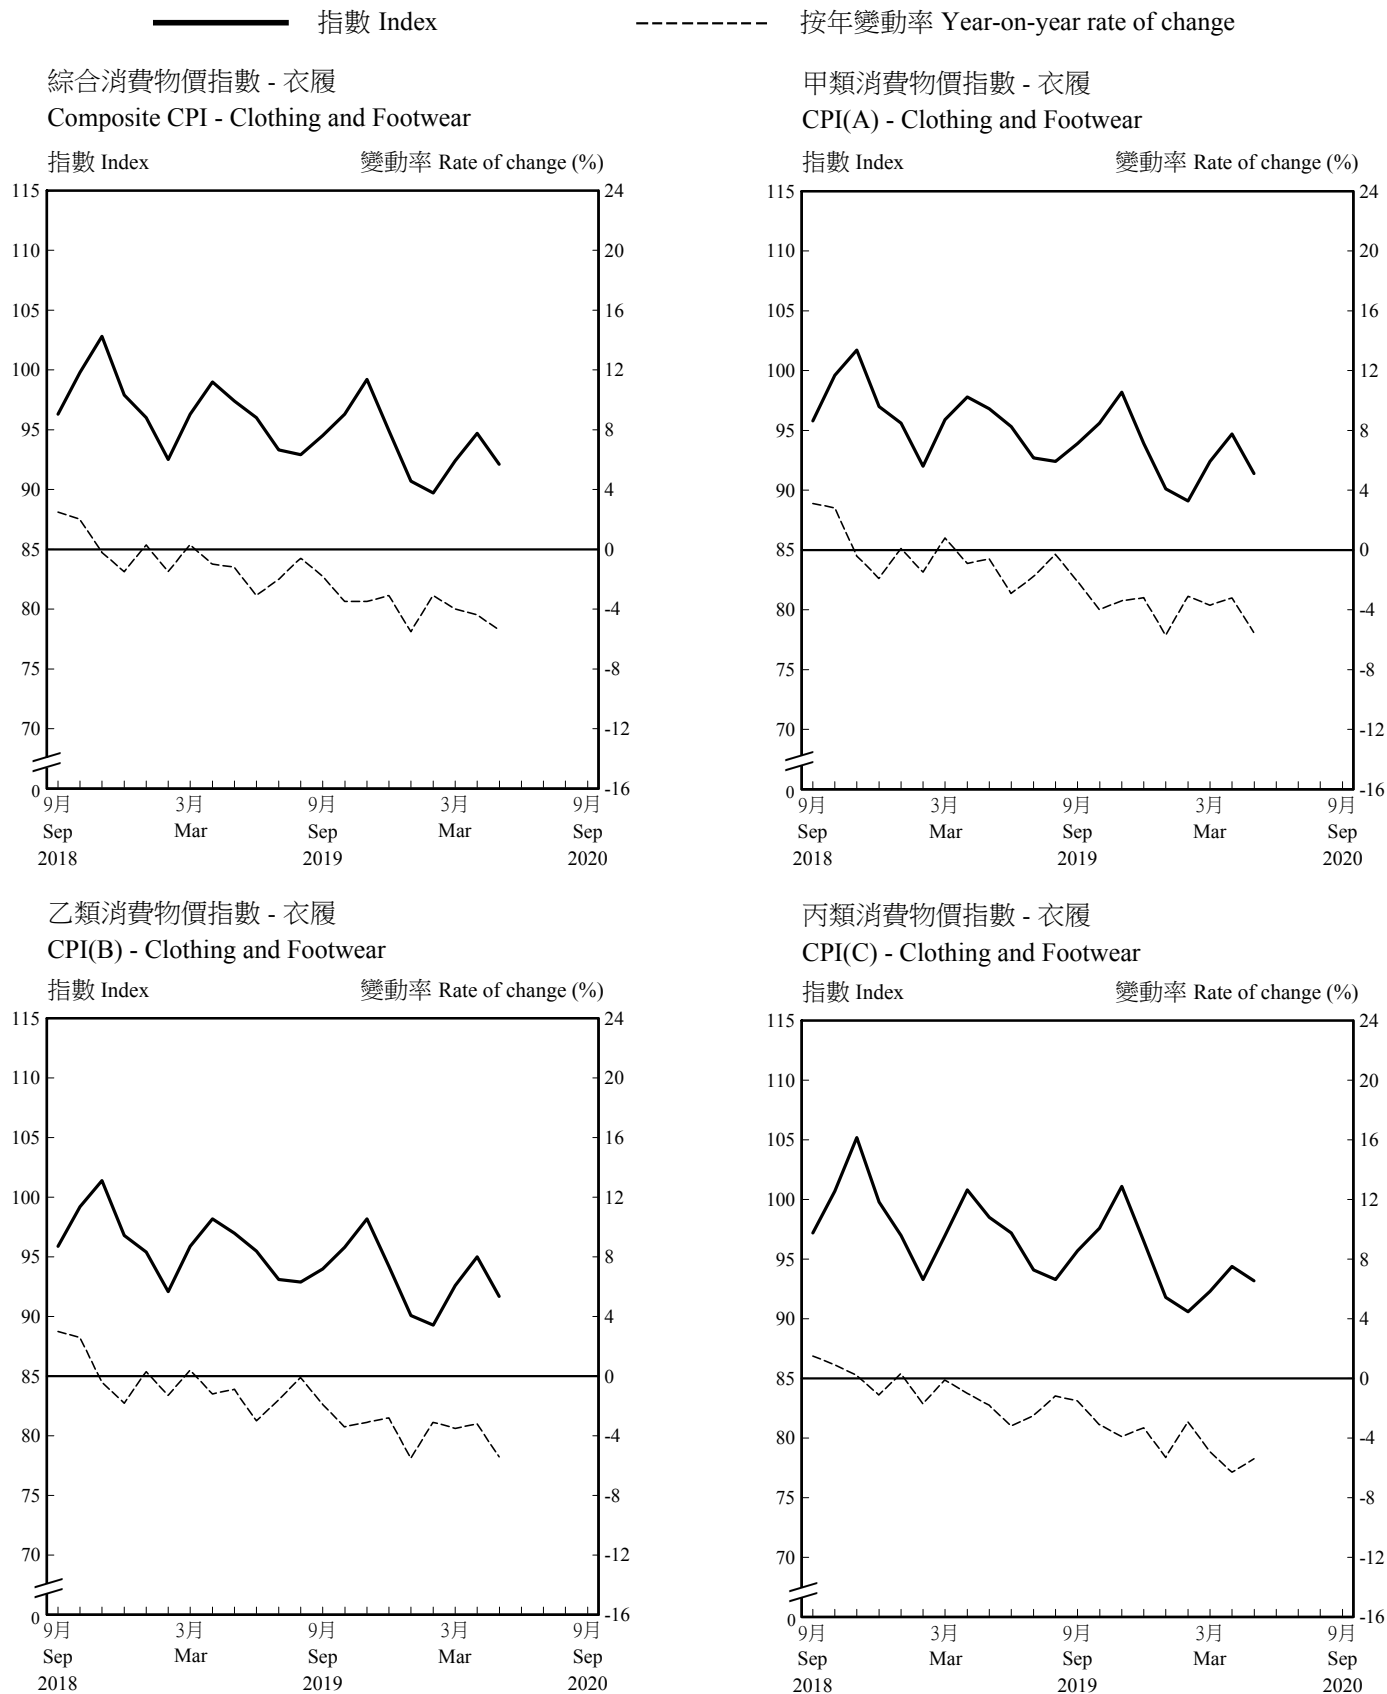 指數 Index
按年變動率 Year-on-year rate of change
綜合消費物價指數 - 衣履
Composite CPI - Clothing and Footwear
指數 Index 變動率 Rate of change (%)
115 24
110 20
105 16
100 12
95 8
90 4
85 0
80 -4
75 -8
70 -12
0 -16
9月 3月 9月 3月 9月
Sep Mar Sep Mar Sep
2018 2019 2020
甲類消費物價指數 - 衣履
CPI(A) - Clothing and Footwear
指數 Index 變動率 Rate of change (%)
115 24
110 20
105 16
100 12
95 8
90 4
85 0
80 -4
75 -8
70 -12
0 -16
9月 3月 9月 3月 9月
Sep Mar Sep Mar Sep
2018 2019 2020
乙類消費物價指數 - 衣履
CPI(B) - Clothing and Footwear
指數 Index 變動率 Rate of change (%)
115 24
110 20
105 16
100 12
95 8
90 4
85 0
80 -4
75 -8
70 -12
0 -16
9月 3月 9月 3月 9月
Sep Mar Sep Mar Sep
2018 2019 2020
丙類消費物價指數 - 衣履
CPI(C) - Clothing and Footwear
指數 Index 變動率 Rate of change (%)
115 24
110 20
105 16
100 12
95 8
90 4
85 0
80 -4
75 -8
70 -12
0 -16
9月 3月 9月 3月 9月
Sep Mar Sep Mar Sep
2018 2019 2020